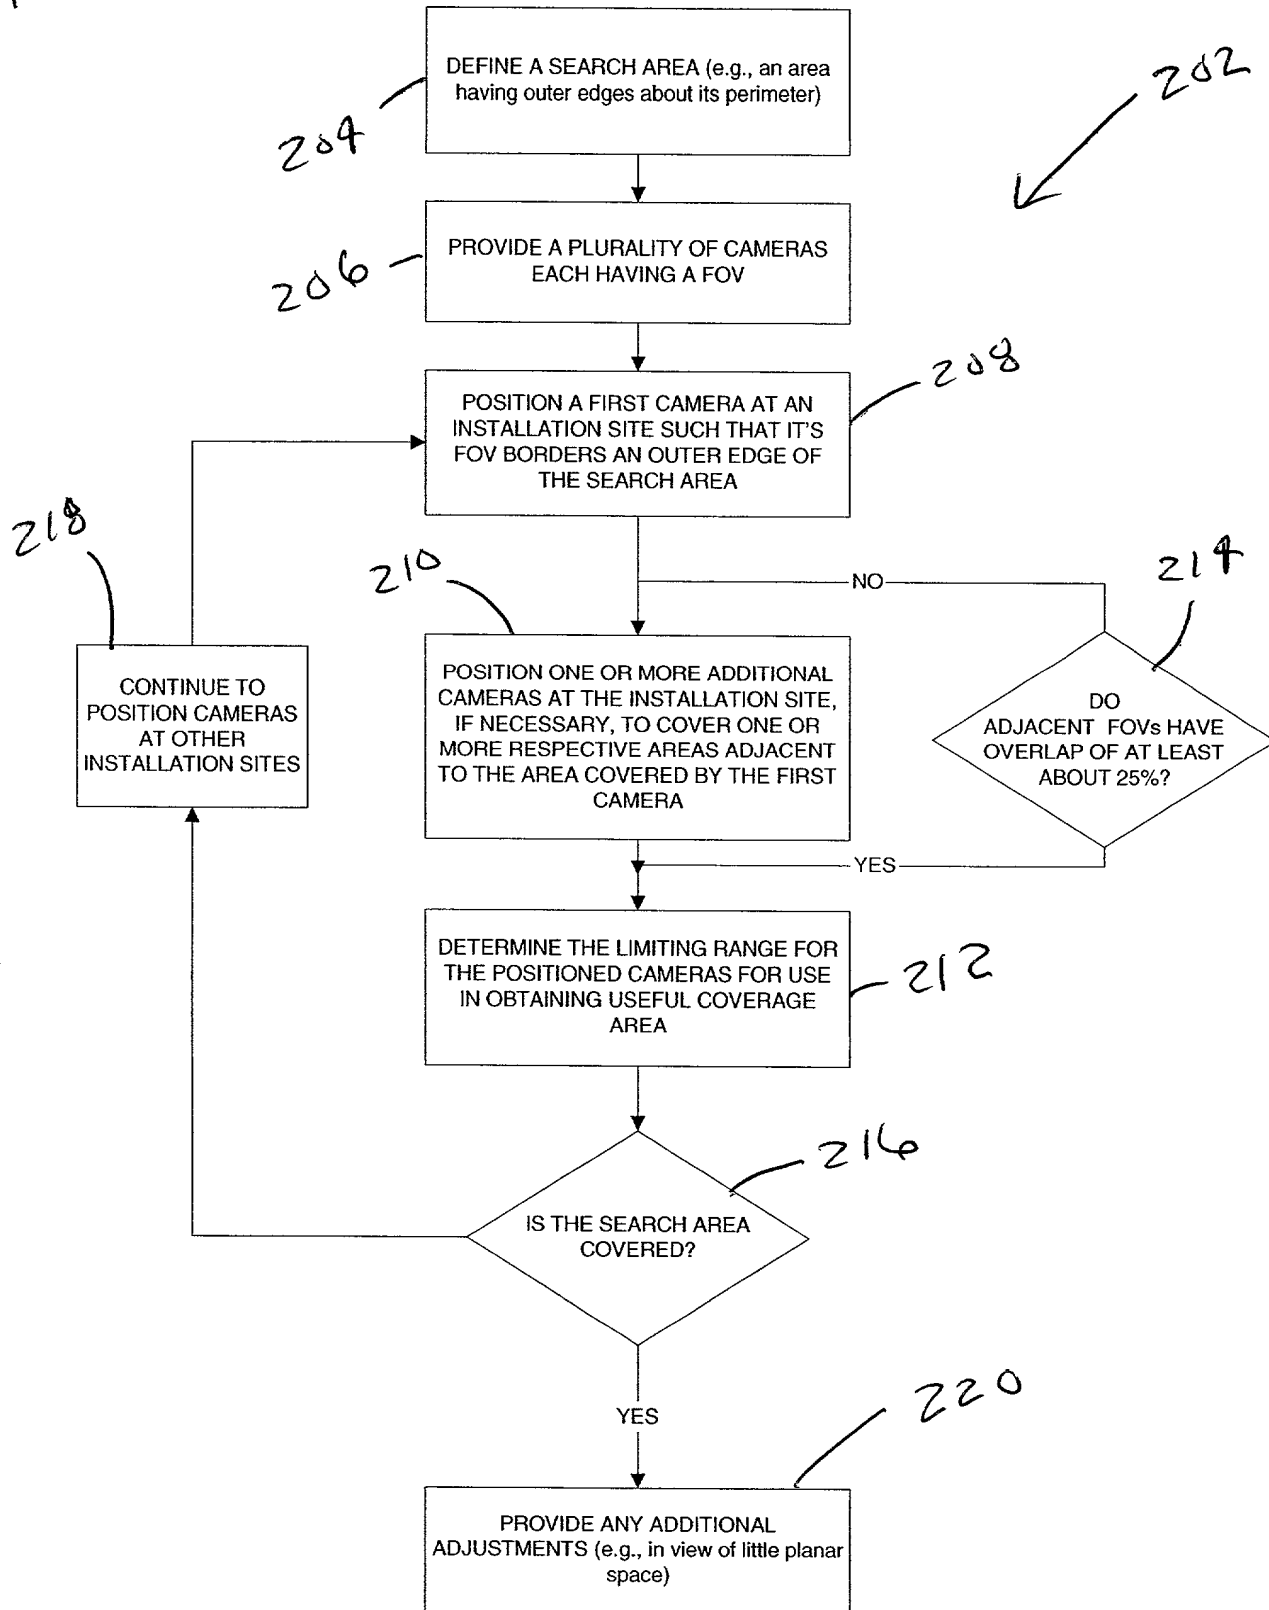 DEFINE A SEARCH AREA (e.g., an area
having outer edges about its perimeter)
202
204
PROVIDE A PLURALITY OF CAMERAS
EACH HAVING A FOV
206
208
POSITION A FIRST CAMERA AT AN
INSTALLATION SITE SUCH THAT IT'S
FOV BORDERS AN OUTER EDGE OF
THE SEARCH AREA
218
210
NO
214
CONTINUE TO
POSITION CAMERAS
AT OTHER
INSTALLATION SITES
POSITION ONE OR MORE ADDITIONAL
CAMERAS AT THE INSTALLATION SITE,
IF NECESSARY, TO COVER ONE OR
MORE RESPECTIVE AREAS ADJACENT
TO THE AREA COVERED BY THE FIRST
CAMERA
DO
ADJACENT FOVs HAVE
OVERLAP OF AT LEAST
ABOUT 25%?
YES
DETERMINE THE LIMITING RANGE FOR
THE POSITIONED CAMERAS FOR USE
IN OBTAINING USEFUL COVERAGE
AREA
212
216
IS THE SEARCH AREA
COVERED?
YES
220
PROVIDE ANY ADDITIONAL
ADJUSTMENTS (e.g., in view of little planar
space)